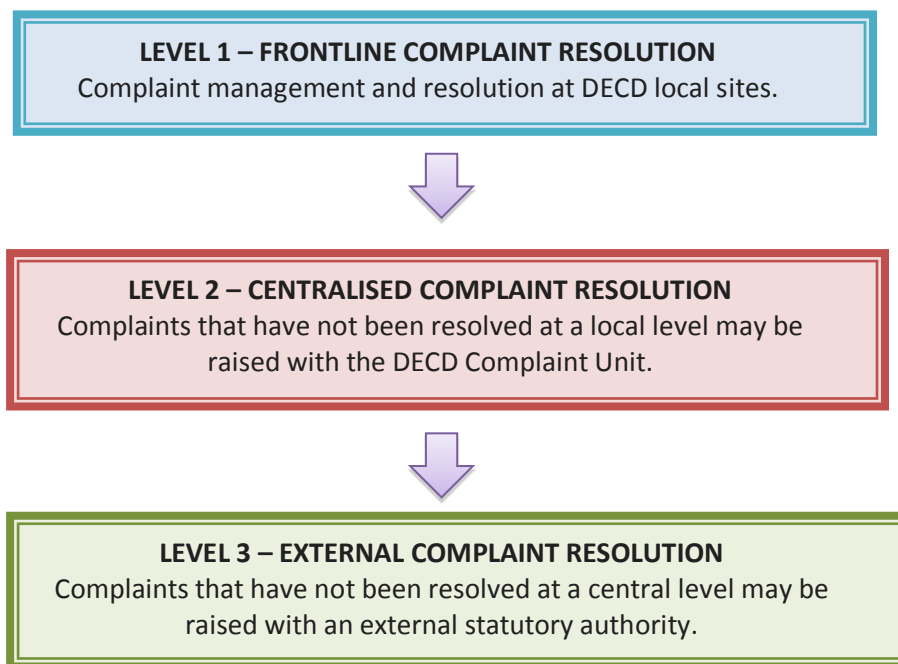 LEVEL 1 – FRONTLINE COMPLAINT RESOLUTION
Complaint management and resolution at DECD local sites.
LEVEL 2 – CENTRALISED COMPLAINT RESOLUTION
Complaints that have not been resolved at a local level may be
raised with the DECD Complaint Unit.
LEVEL 3 – EXTERNAL COMPLAINT RESOLUTION
Complaints that have not been resolved at a central level may be
raised with an external statutory authority.